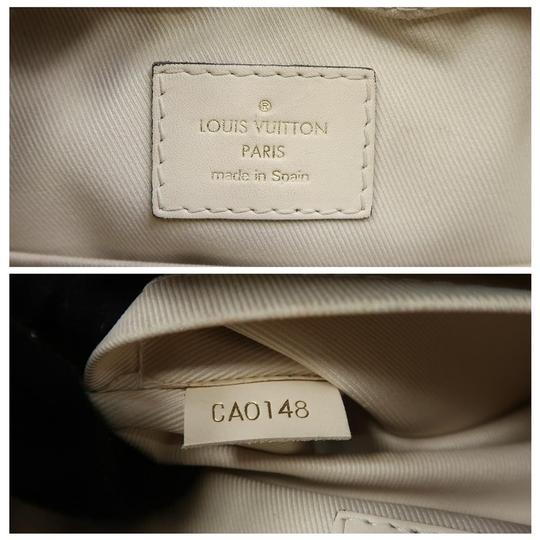 ®
LOUIS VUITTON
PARIS
made in Spain
CA0148